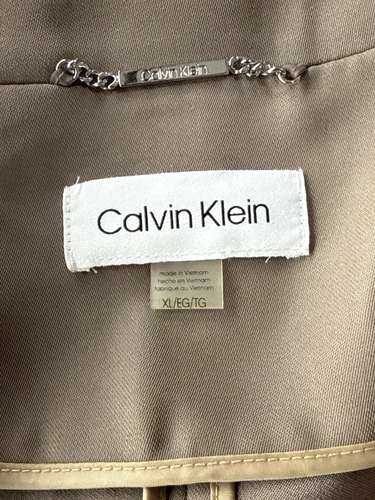 Calvin Klein
Calvin Klein
made in Vietnam
hecho en Vietnam
fabriqué au Vietnam
XL/EG/TG